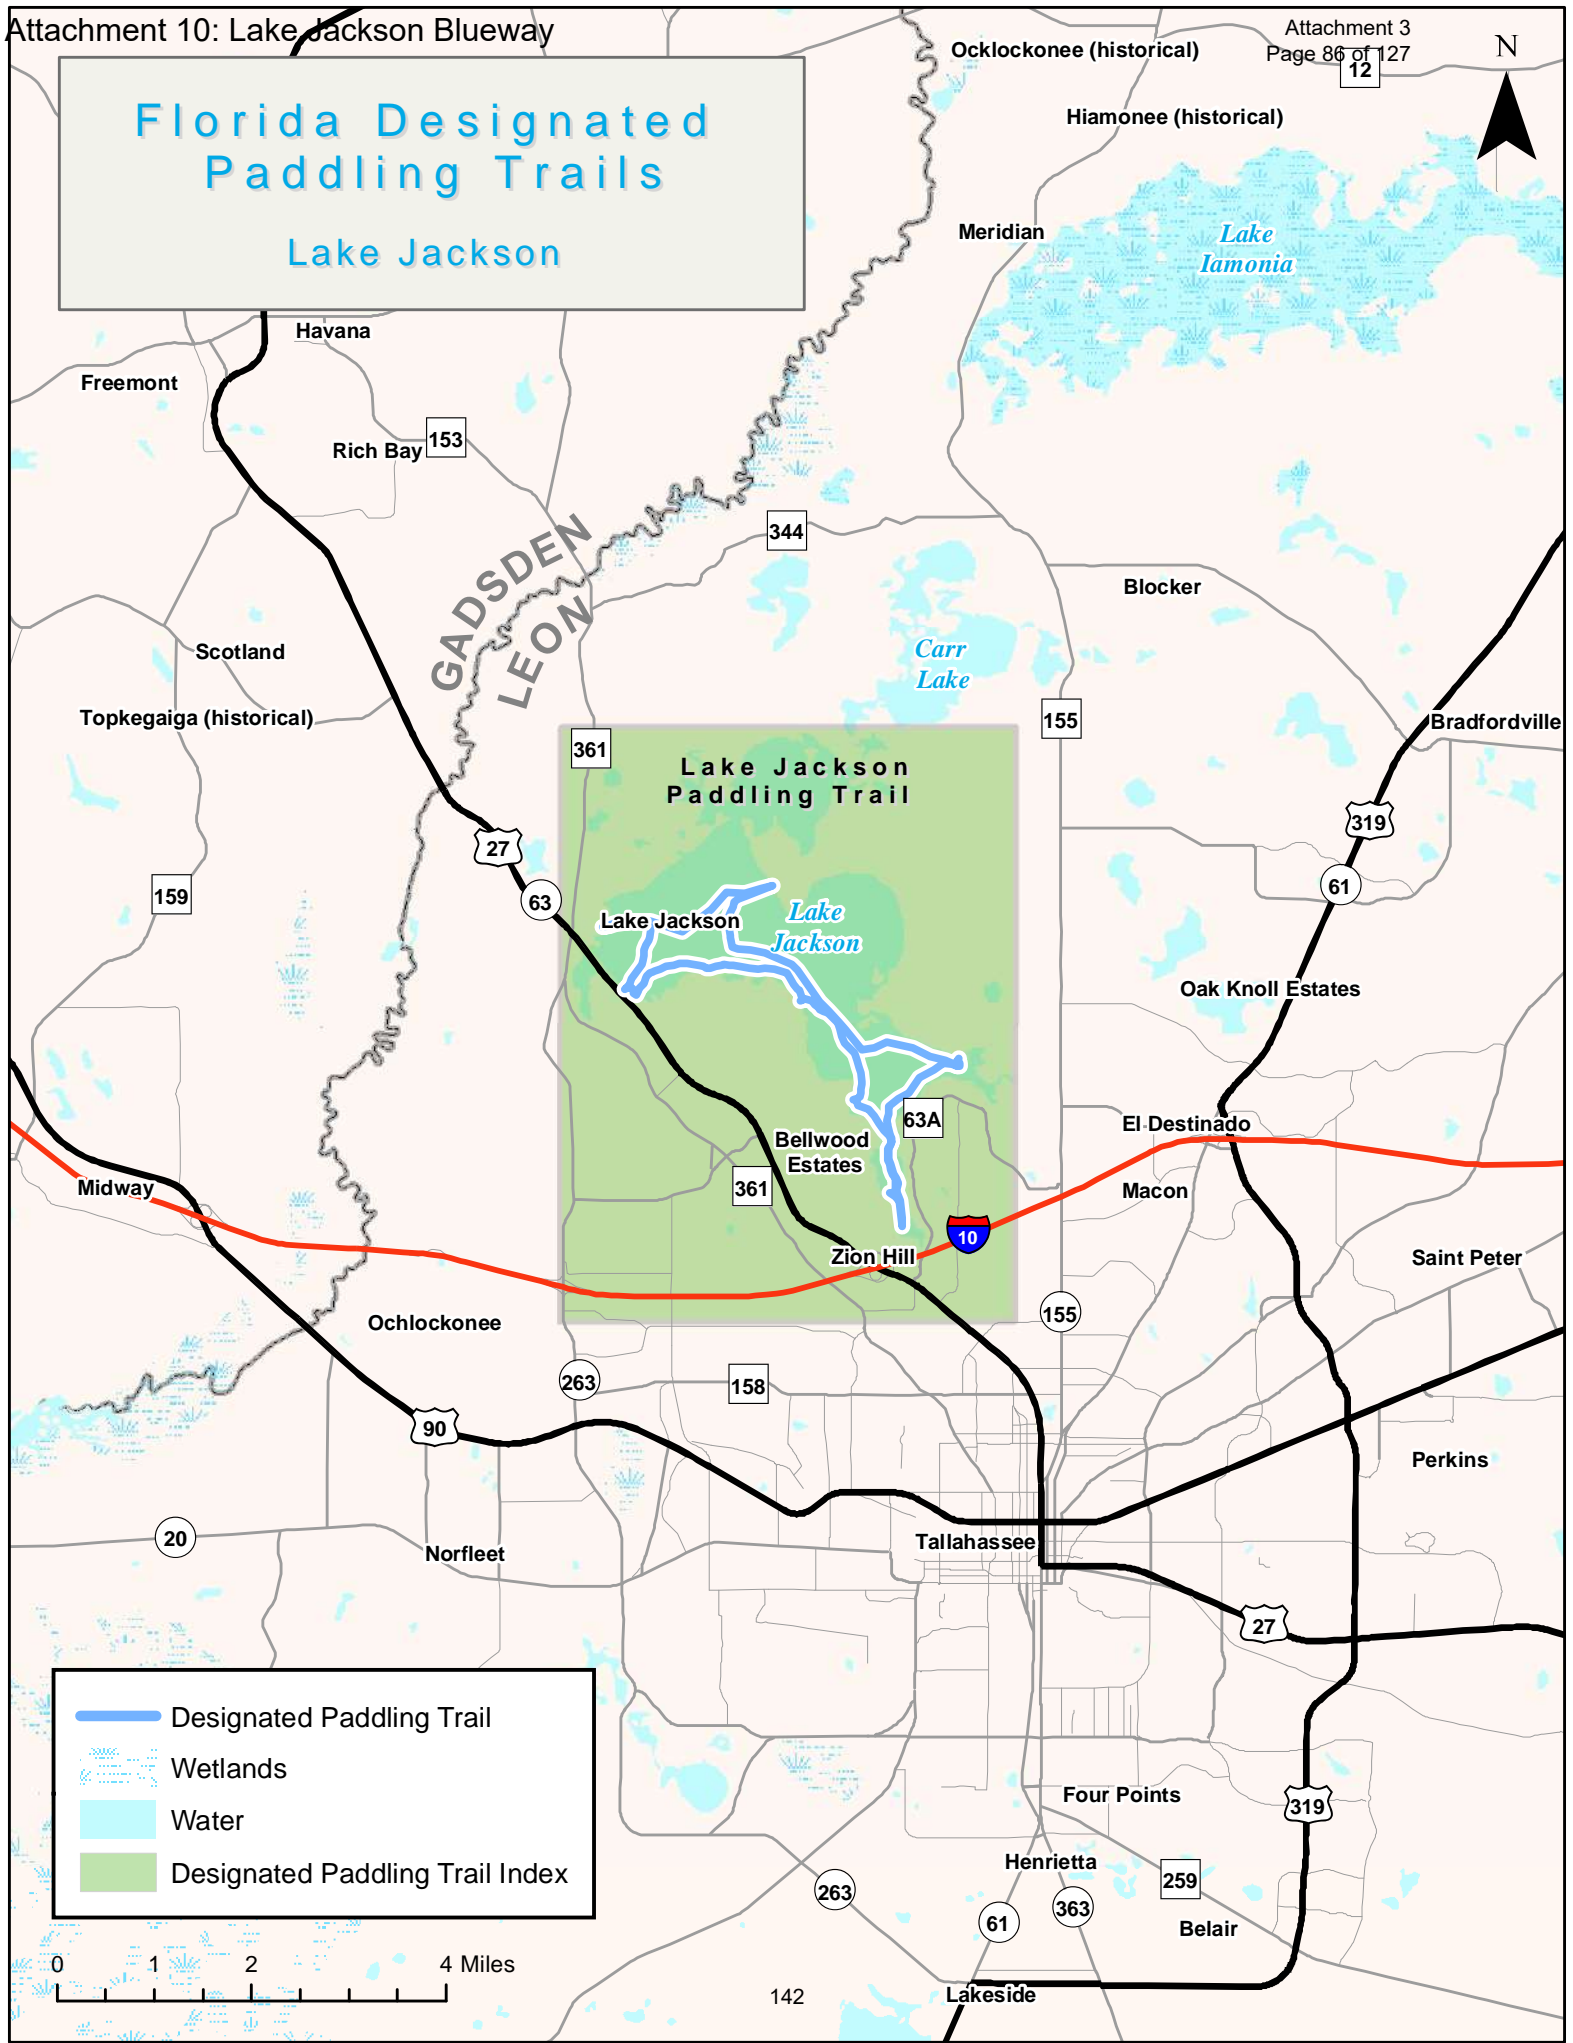 Attachment 10: Lake Jackson Blueway
Attachment 3
Page 86 of 127
N
Florida Designated
Paddling Trails
Lake Jackson
Ocklockonee (historical)
12
Hiamonee (historical)
Meridian
Lake
Iamonia
Havana
Freemont
Rich Bay
153
344
GADSDEN
LEON
Blocker
Scotland
Carr
Lake
Topkegaiga (historical)
155
Bradfordville
361
Lake Jackson
Paddling Trail
319
27
61
159
63
Lake Jackson
Lake
Jackson
Oak Knoll Estates
63A
El Destinado
Bellwood
Estates
Midway
361
Macon
10
Zion Hill
Saint Peter
Ochlockonee
155
263
158
90
Perkins
20
Tallahassee
Norfleet
27
Designated Paddling Trail
Wetlands
Water
Designated Paddling Trail Index
Four Points
319
Henrietta
259
263
363
61
Belair
0 1 2 4 Miles
142
Lakeside